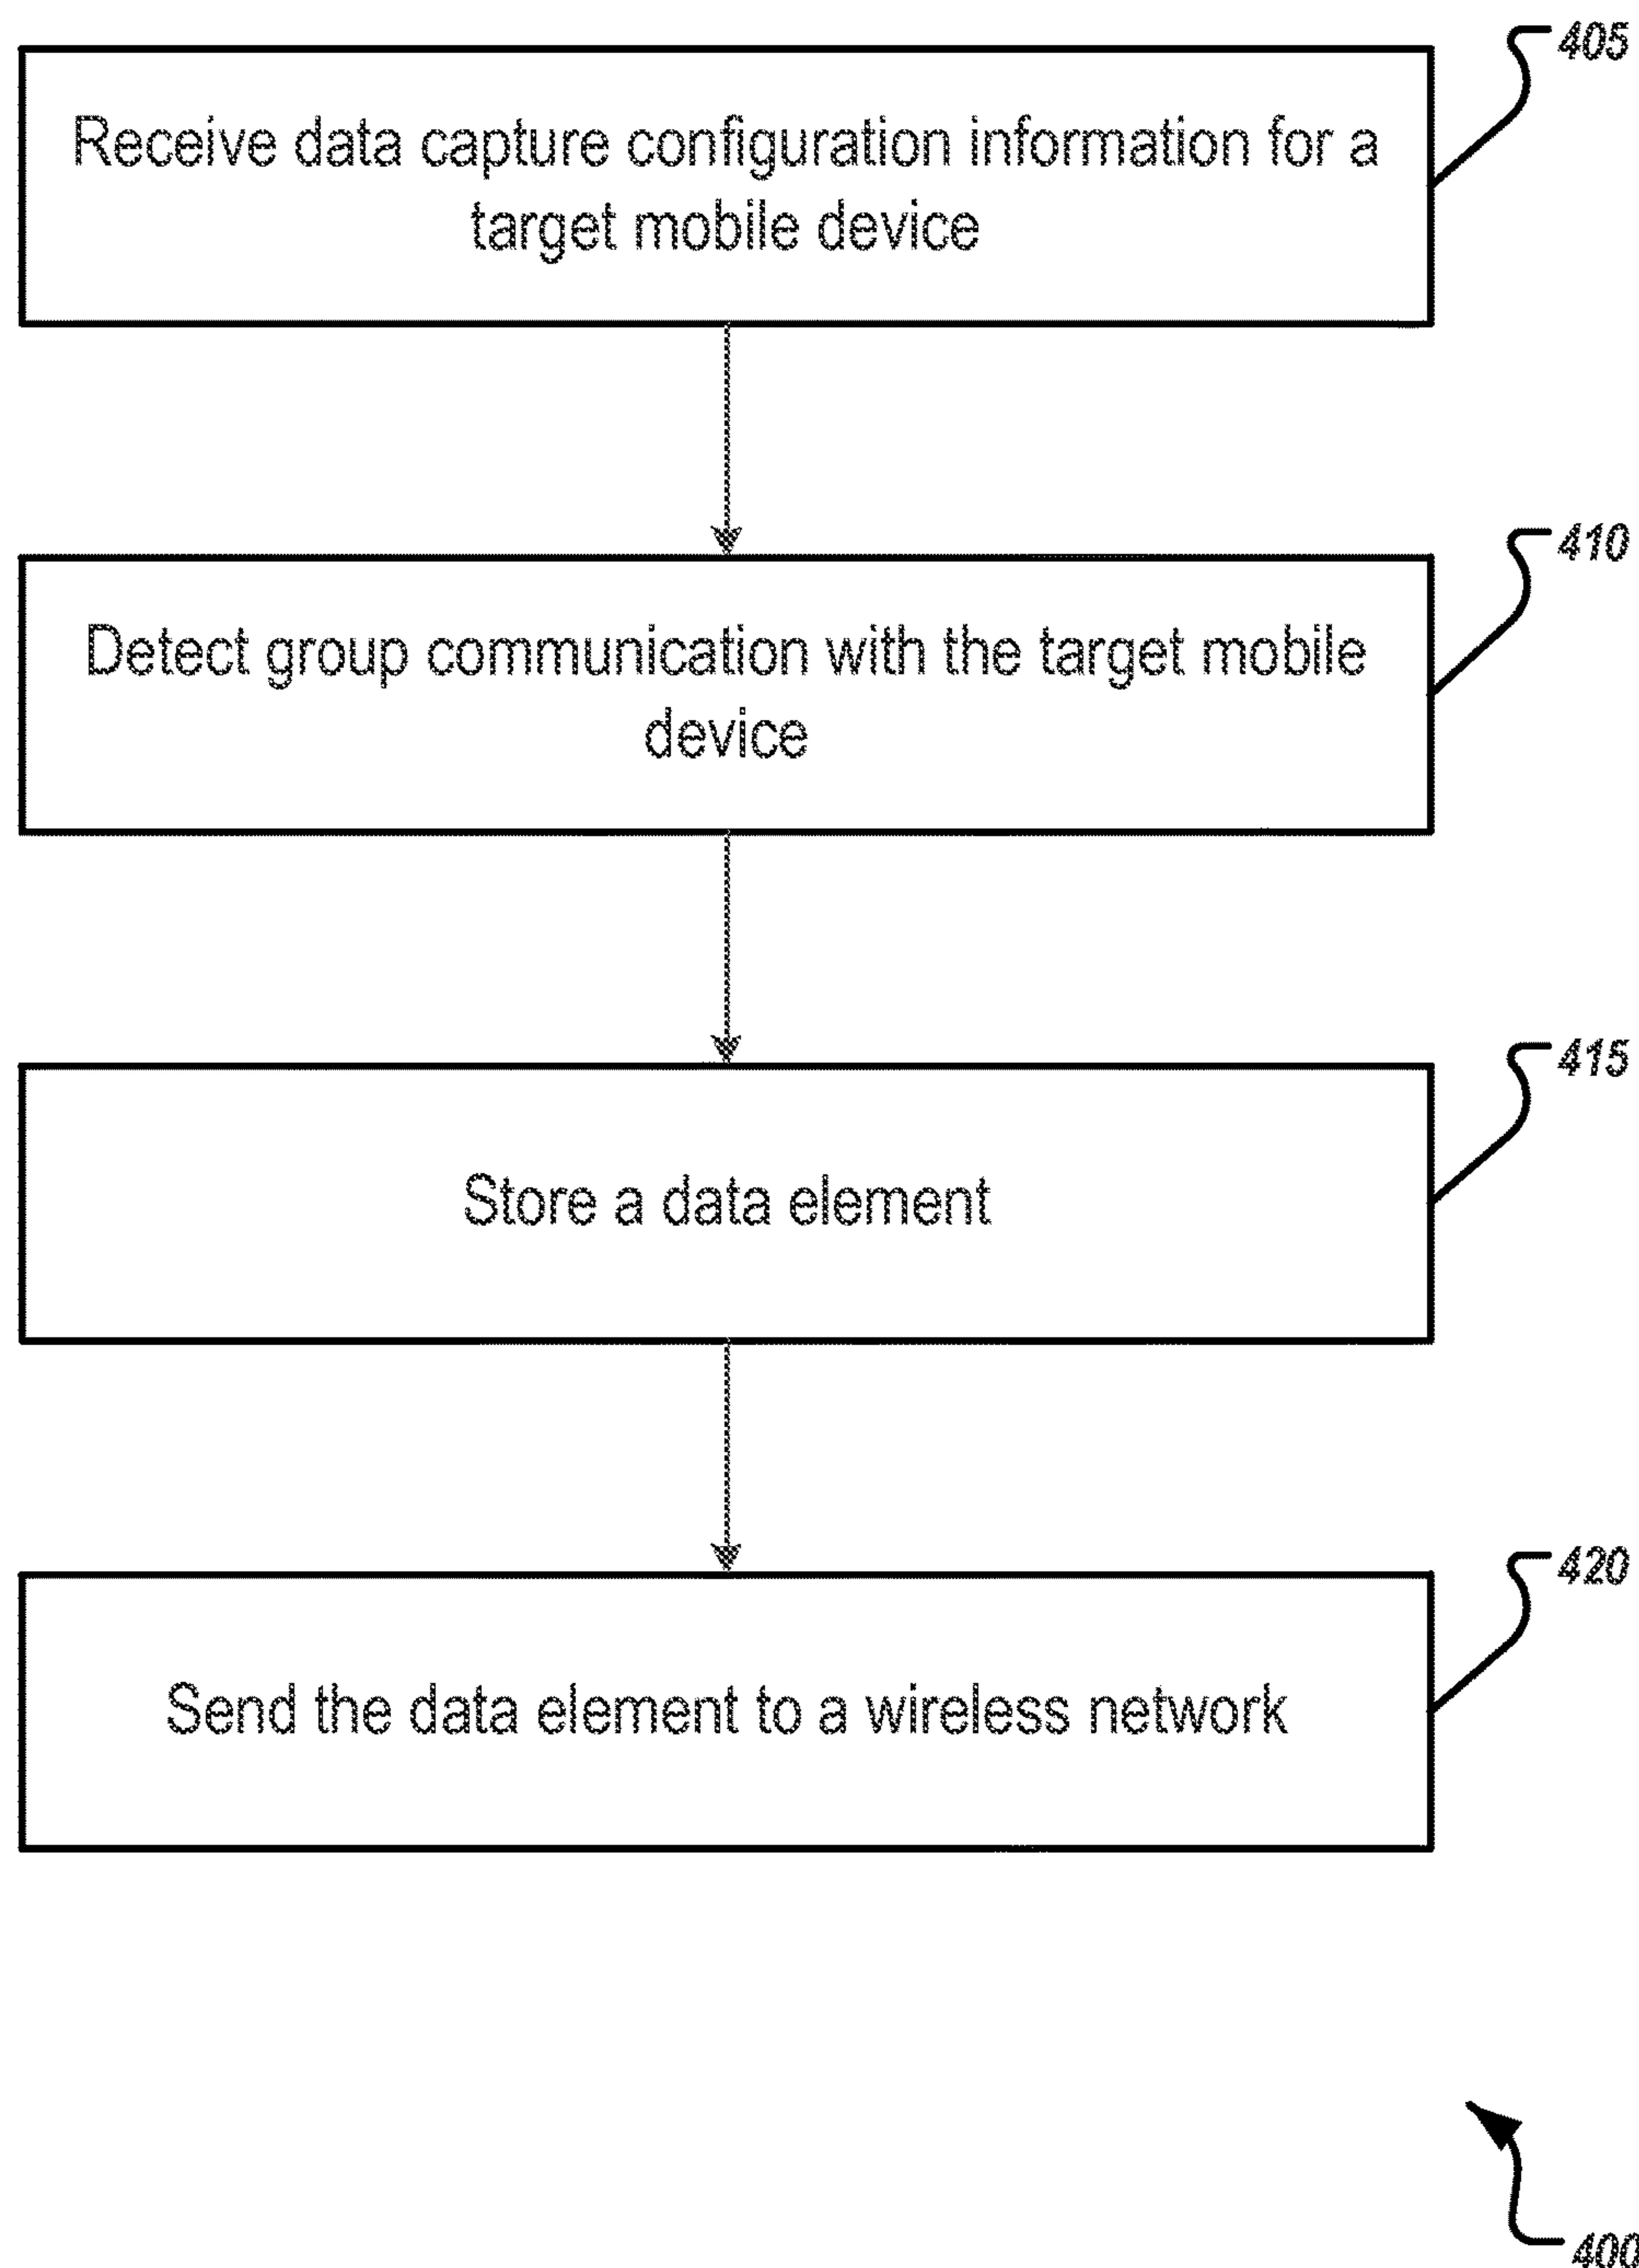 405
Receive data capture configuration information for a
target mobile device
410
Detect group communication with the target mobile
device
415
Store a data element
420
Send the data element to a wireless network
400